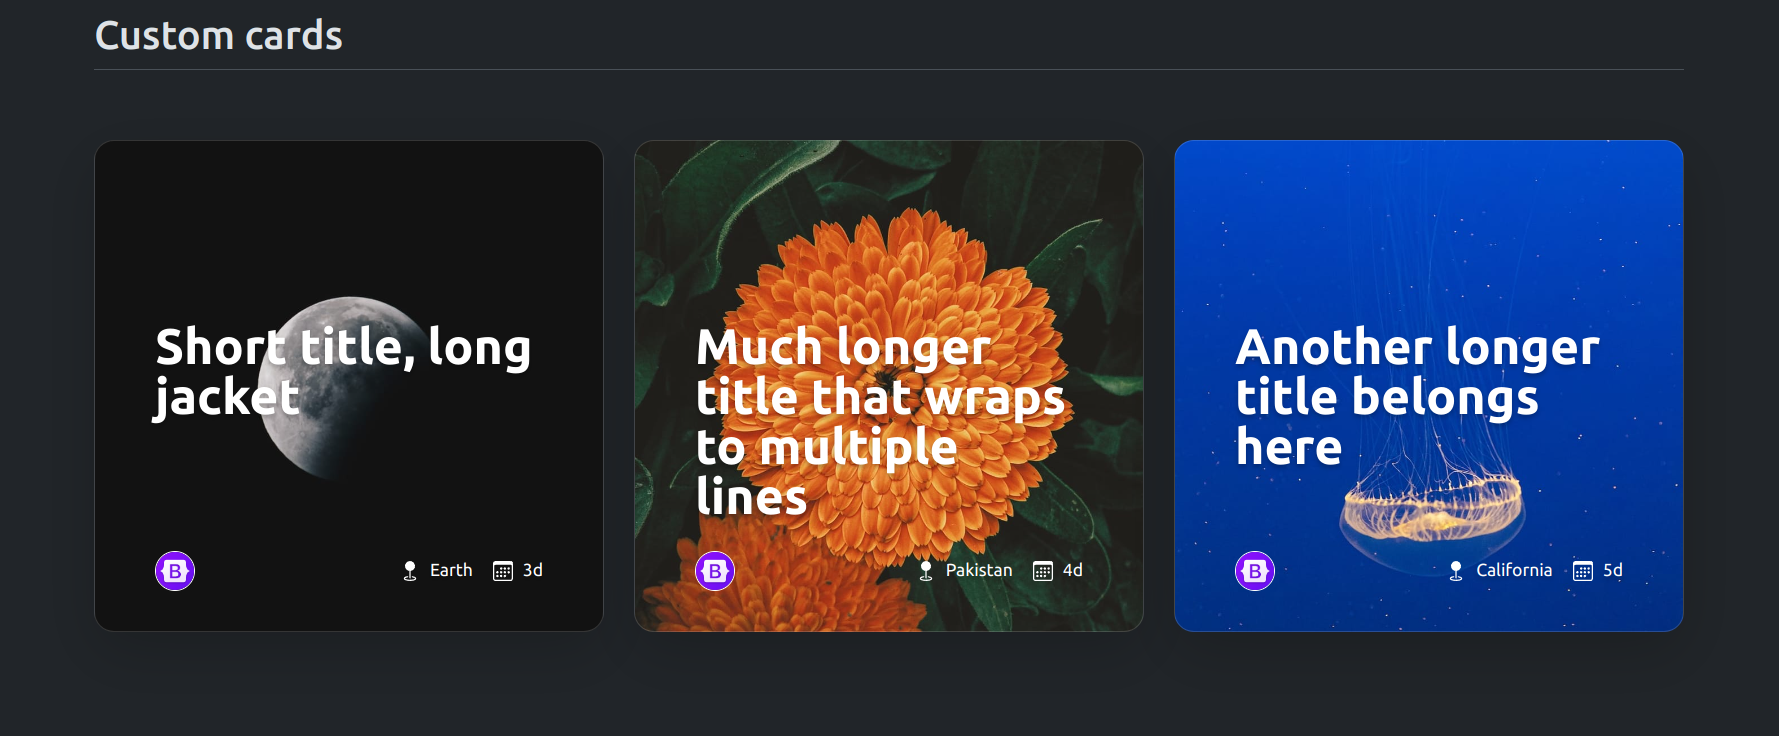 Custom cards
Short title, long
jacket
B
Earth 3d
Much longer
title that wraps
to multiple
lines
B
Pakistan 4d
Another longer
title belongs
here
B
California 5d